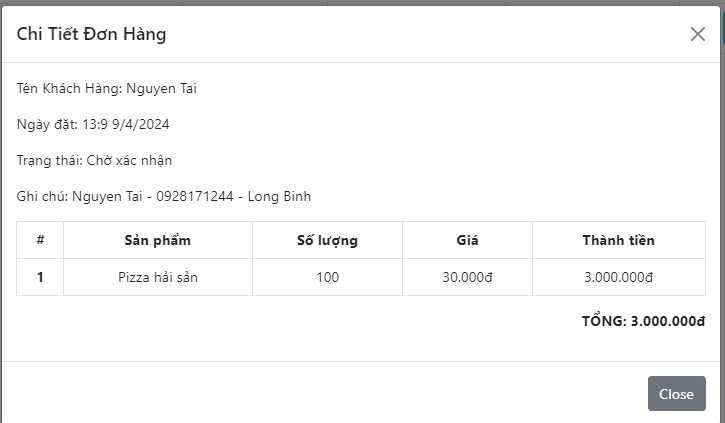 Chi Tiết Đơn Hàng
Tên Khách Hàng: Nguyen Tai
Ngày đặt: 13:9 9/4/2024
Trạng thái: Chờ xác nhận
Ghi chú: Nguyen Tai - 0928171244 - Long Binh
# Sản phẩm Số lượng Giá Thành tiền
1 Pizza hải sản 100 30.000đ 3.000.000đ
TỔNG: 3.000.000đ
Close